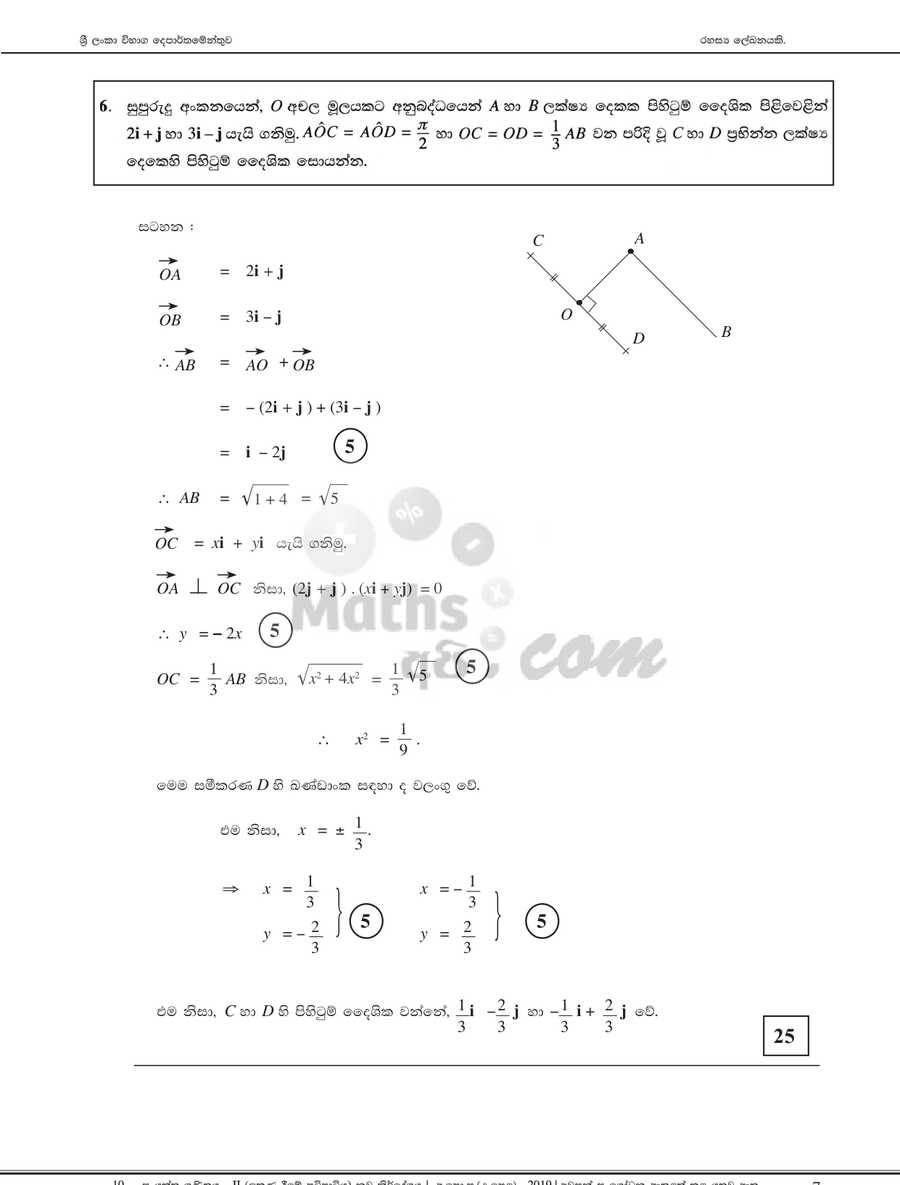 ශ්‍රී ලංකා විභාග දෙපාර්තමේන්තුව රහස්‍ය ලේඛනයකි.
6. සුපුරුදු අංකනයෙන්, O අචල මූලයකට අනුබද්ධයෙන් A හා B ලක්ෂ්‍ය දෙකක පිහිටුම් දෛශික පිළිවෙළින්
2i + j හා 3i – j යැයි ගනිමු. AÔC = AÔD = π/2 හා OC = OD = 1/3 AB වන පරිදි වූ C හා D ප්‍රභින්න ලක්ෂ්‍ය
දෙකෙහි පිහිටුම් දෛශික සොයන්න.
සටහන :
C A
O D B
OA = 2i + j
OB = 3i – j
∴ AB = AO + OB
= – (2i + j ) + (3i – j )
= i – 2j 5
∴ AB = √1 + 4 = √5
OC = xi + yi යැයි ගනිමු.
OA ⊥ OC නිසා, (2j + j ) . (xi + yj) = 0
∴ y = – 2x 5
OC = 1/3 AB නිසා, √x² + 4x² = 1/3 √5 5
∴ x² = 1/9 .
මෙම සමීකරණ D හි ඛණ්ඩාංක සඳහා ද වලංගු වේ.
එම නිසා, x = ± 1/3.
⇒ x = 1/3 x = – 1/3
y = – 2/3 5 y = 2/3 5
එම නිසා, C හා D හි පිහිටුම් දෛශික වන්නේ, 1/3 i – 2/3 j හා – 1/3 i + 2/3 j වේ.
25
Maths
.com